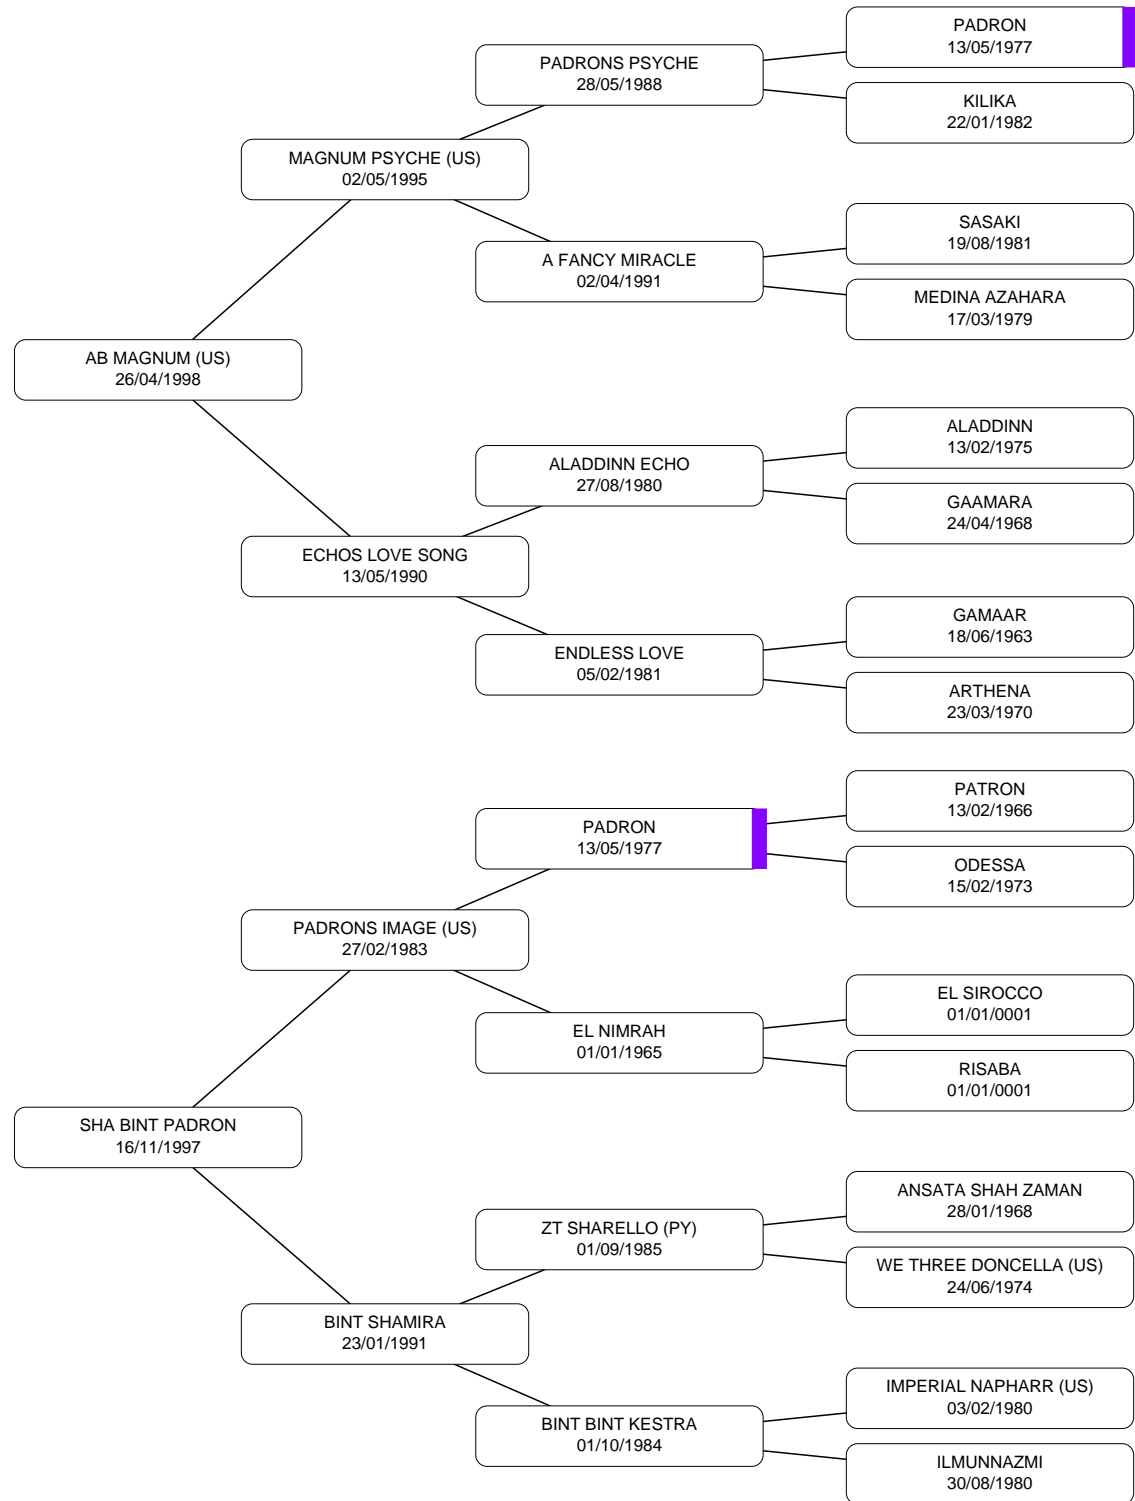 PADRON
13/05/1977
PADRONS PSYCHE
28/05/1988
KILIKA
22/01/1982
MAGNUM PSYCHE (US)
02/05/1995
SASAKI
19/08/1981
A FANCY MIRACLE
02/04/1991
MEDINA AZAHARA
17/03/1979
AB MAGNUM (US)
26/04/1998
ALADDINN
13/02/1975
ALADDINN ECHO
27/08/1980
GAAMARA
24/04/1968
ECHOS LOVE SONG
13/05/1990
GAMAAR
18/06/1963
ENDLESS LOVE
05/02/1981
ARTHENA
23/03/1970
PATRON
13/02/1966
PADRON
13/05/1977
ODESSA
15/02/1973
PADRONS IMAGE (US)
27/02/1983
EL SIROCCO
01/01/0001
EL NIMRAH
01/01/1965
RISABA
01/01/0001
SHA BINT PADRON
16/11/1997
ANSATA SHAH ZAMAN
28/01/1968
ZT SHARELLO (PY)
01/09/1985
WE THREE DONCELLA (US)
24/06/1974
BINT SHAMIRA
23/01/1991
IMPERIAL NAPHARR (US)
03/02/1980
BINT BINT KESTRA
01/10/1984
ILMUNNAZMI
30/08/1980